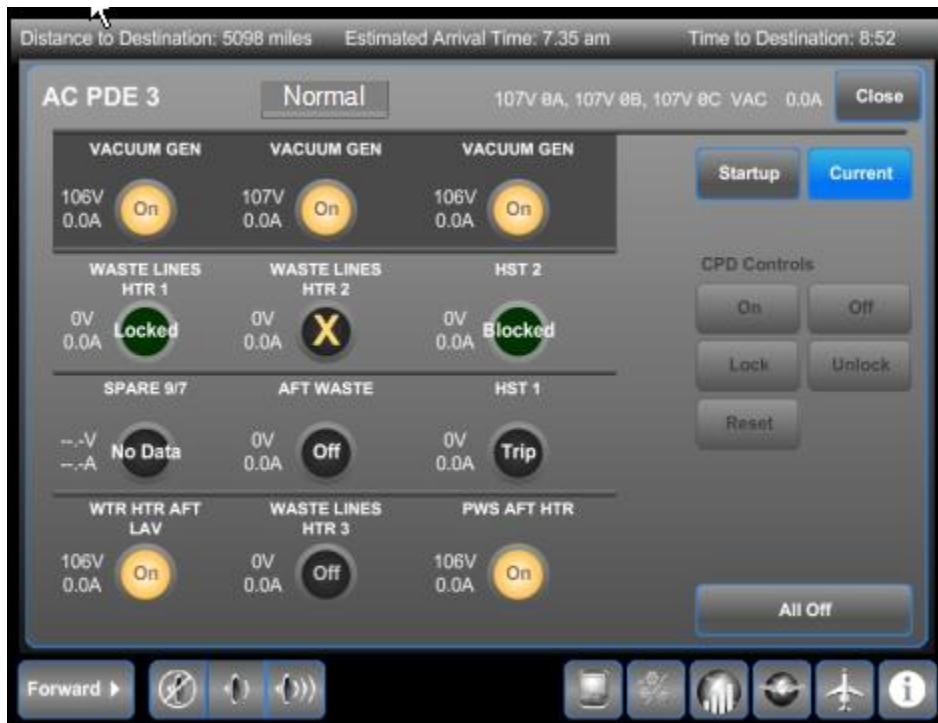 Distance to Destination: 5098 miles Estimated Arrival Time: 7.35 am Time to Destination: 8:52
AC PDE 3 Normal 107V 0A, 107V 0B, 107V 0C VAC 0.0A Close
VACUUM GEN VACUUM GEN VACUUM GEN
Startup Current
106V On 107V On 106V On
0.0A 0.0A 0.0A
WASTE LINES WASTE LINES HST 2
HTR 1 HTR 2
CPD Controls
On Off
0V Locked 0V X 0V Blocked
0.0A 0.0A 0.0A
Lock Unlock
SPARE 9/7 AFT WASTE HST 1
Reset
--.-V No Data 0V Off 0V Trip
--.-A 0.0A 0.0A
WTR HTR AFT WASTE LINES PWS AFT HTR
LAV HTR 3
106V On 0V Off 106V On
0.0A 0.0A 0.0A
All Off
Forward